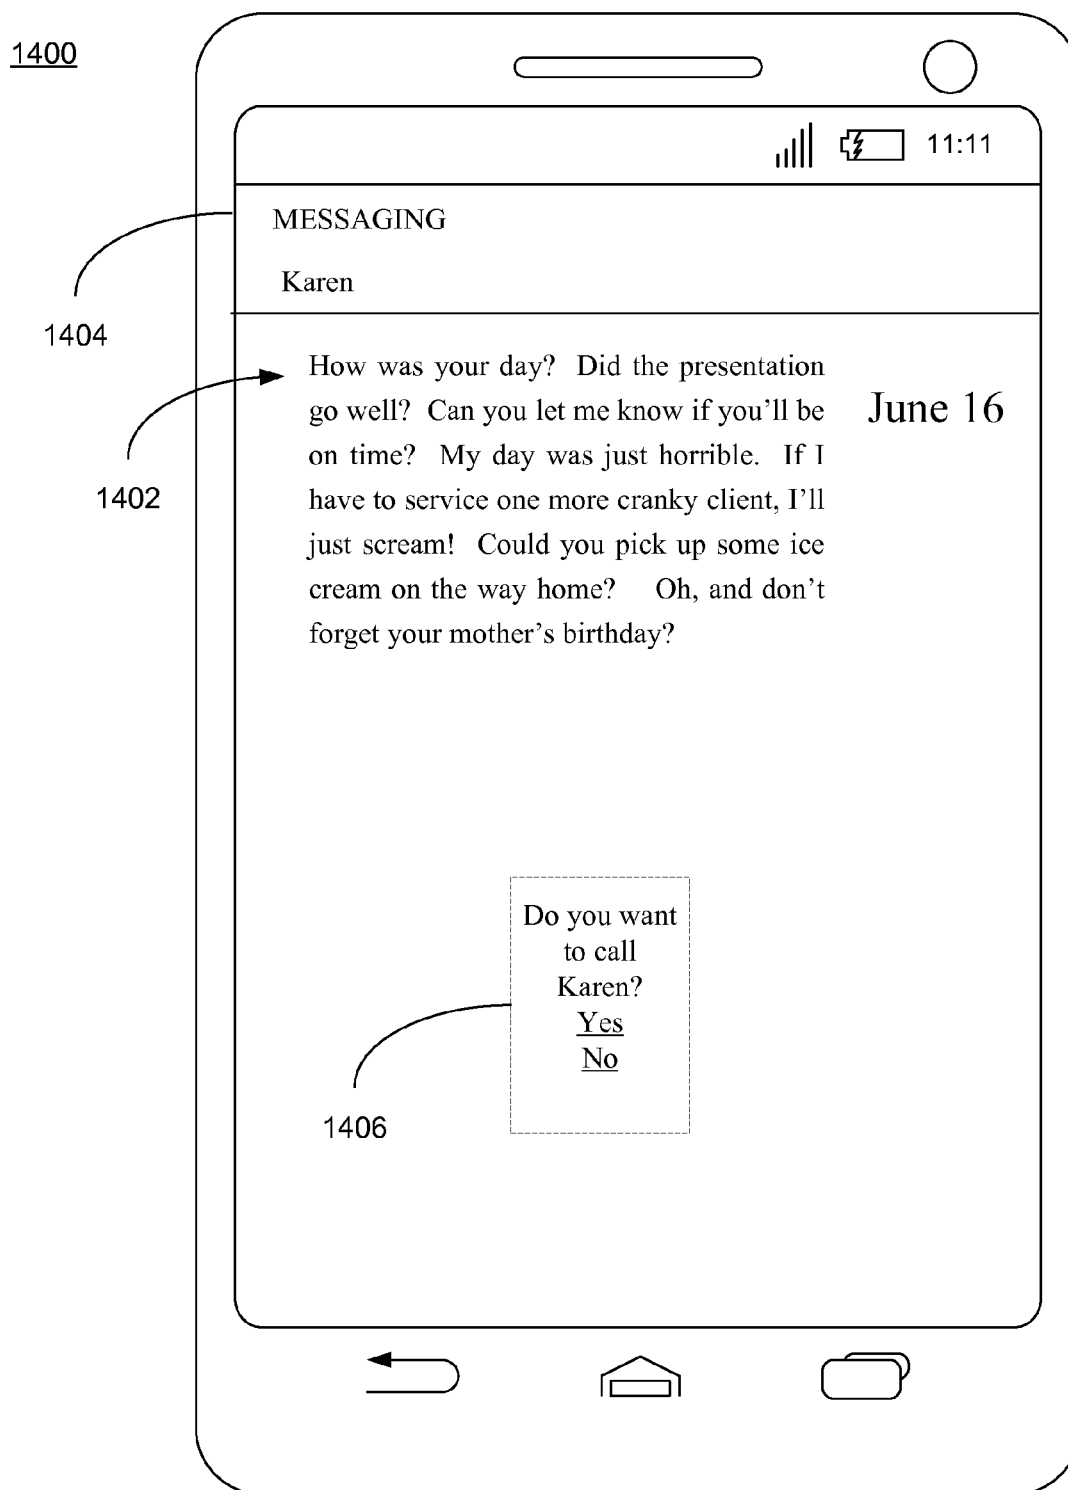 1400
11:11
MESSAGING
Karen
1404
How was your day? Did the presentation
go well? Can you let me know if you'll be
on time? My day was just horrible. If I
have to service one more cranky client, I'll
just scream! Could you pick up some ice
cream on the way home? Oh, and don't
forget your mother's birthday?
June 16
1402
Do you want
to call
Karen?
Yes
No
1406